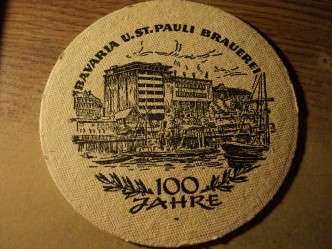 BAVARIA U. ST. PAULI BRAUEREI
100
JAHRE